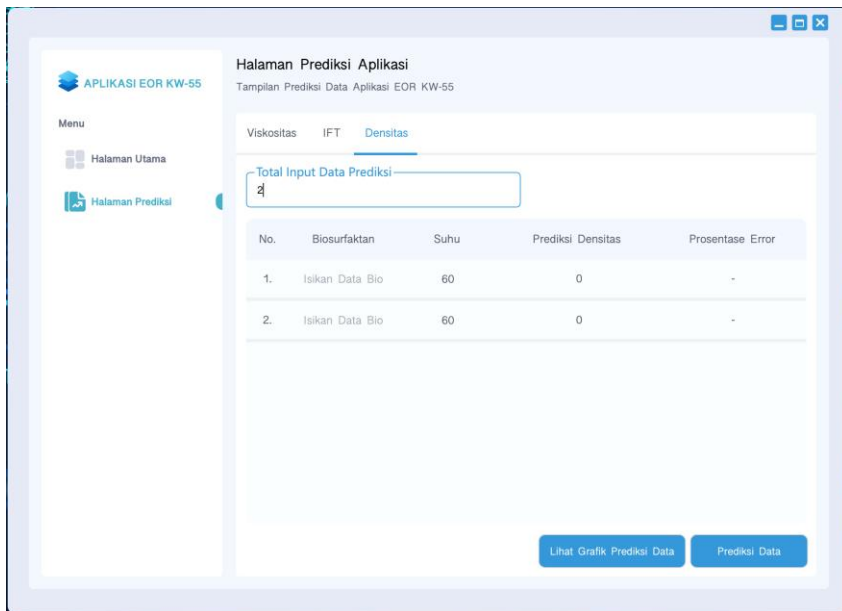 APLIKASI EOR KW-55
Menu
Halaman Utama
Halaman Prediksi
Halaman Prediksi Aplikasi
Tampilan Prediksi Data Aplikasi EOR KW-55
Viskositas IFT Densitas
Total Input Data Prediksi
2
No. Biosurfaktan Suhu Prediksi Densitas Prosentase Error
1. Isikan Data Bio 60 0 -
2. Isikan Data Bio 60 0 -
Lihat Grafik Prediksi Data Prediksi Data